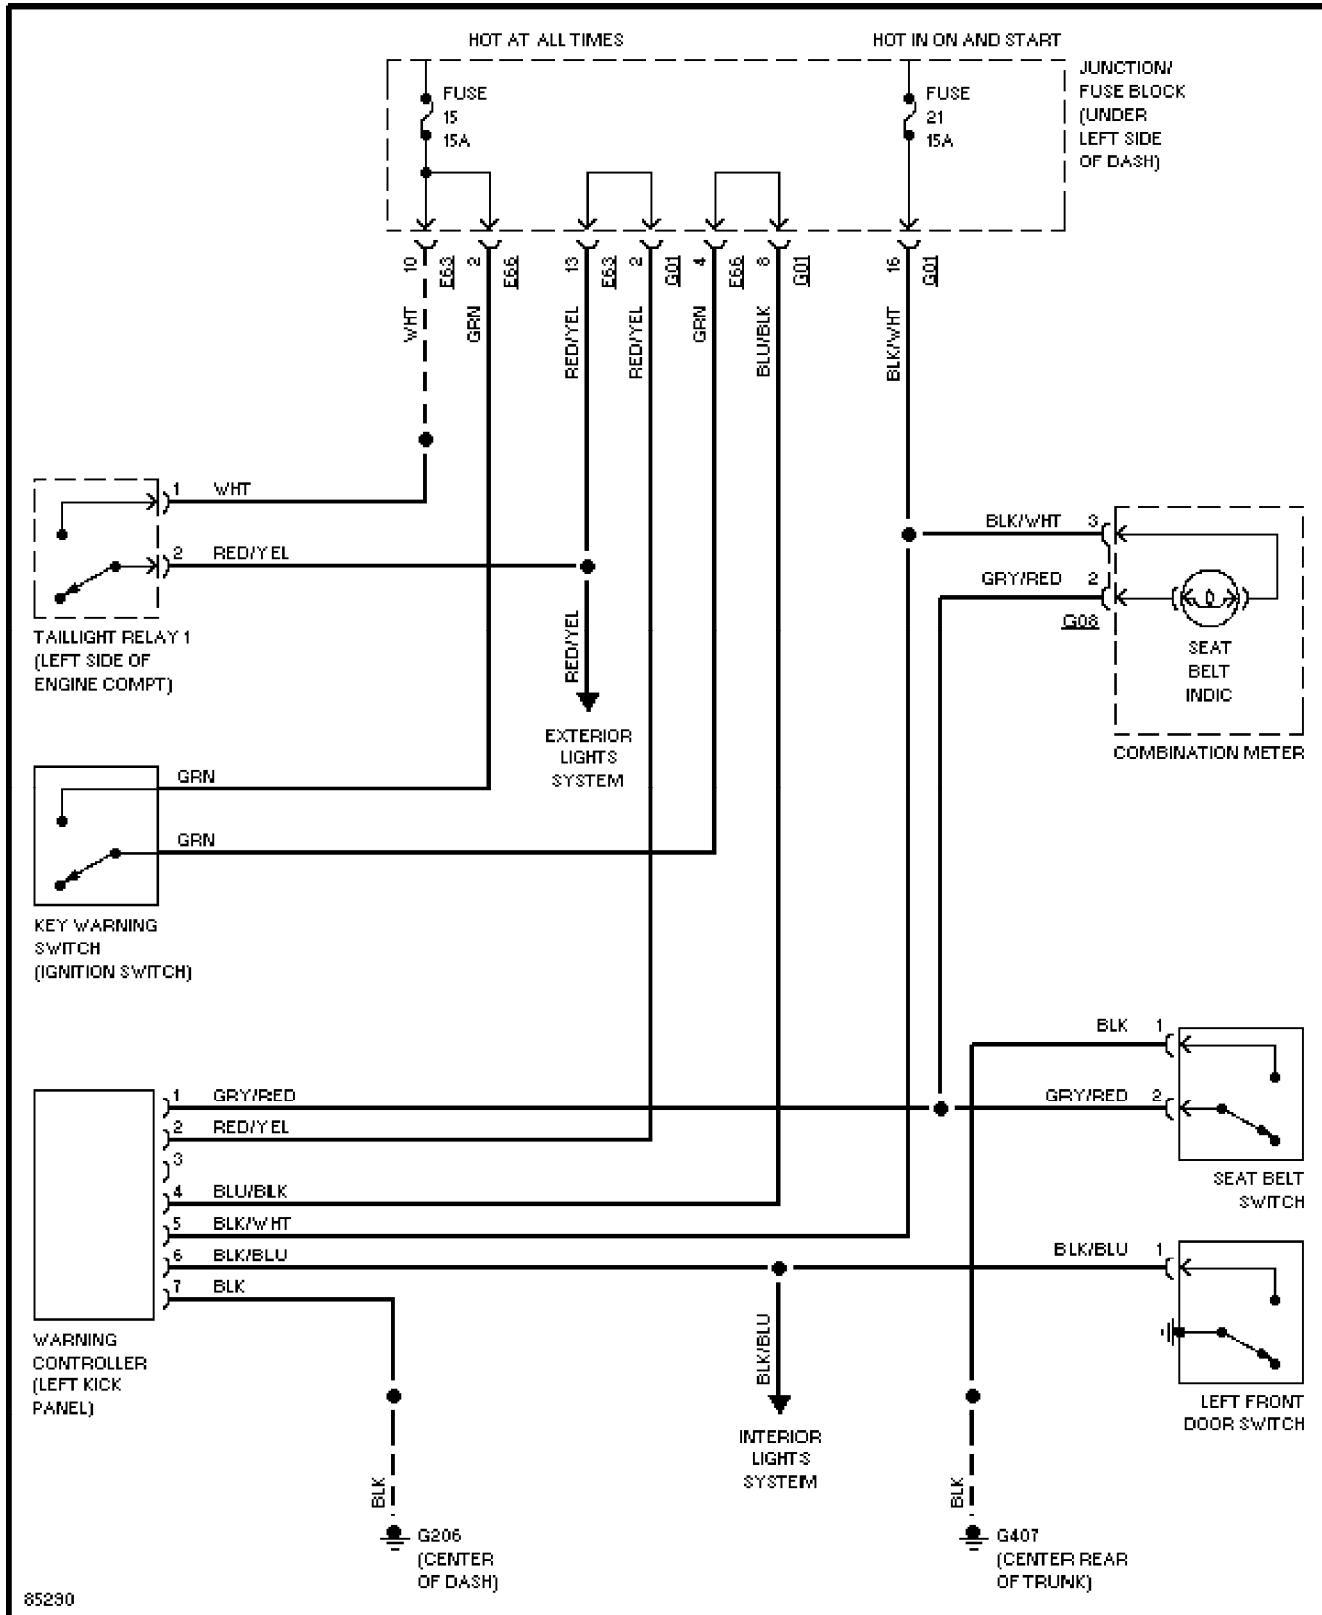 HOT AT ALL TIMES
HOT IN ON AND START
JUNCTION/
FUSE BLOCK
(UNDER
LEFT SIDE
OF DASH)
FUSE
15
15A
FUSE
21
15A
10
E63
2
E66
13
E63
2
G01
4
E66
8
G01
16
G01
WHT
GRN
RED/YEL
RED/YEL
GRN
BLU/BLK
BLK/WHT
1 WHT
2 RED/YEL
TAILLIGHT RELAY 1
(LEFT SIDE OF
ENGINE COMPT)
RED/YEL
EXTERIOR
LIGHTS
SYSTEM
BLK/WHT 3
GRY/RED 2
G08
SEAT
BELT
INDIC
COMBINATION METER
GRN
GRN
KEY WARNING
SWITCH
(IGNITION SWITCH)
BLK 1
GRY/RED 2
SEAT BELT
SWITCH
1 GRY/RED
2 RED/YEL
3
4 BLU/BLK
5 BLK/WHT
6 BLK/BLU
7 BLK
WARNING
CONTROLLER
(LEFT KICK
PANEL)
BLK/BLU 1
LEFT FRONT
DOOR SWITCH
BLK/BLU
INTERIOR
LIGHTS
SYSTEM
BLK
G206
(CENTER
OF DASH)
BLK
G407
(CENTER REAR
OF TRUNK)
85290